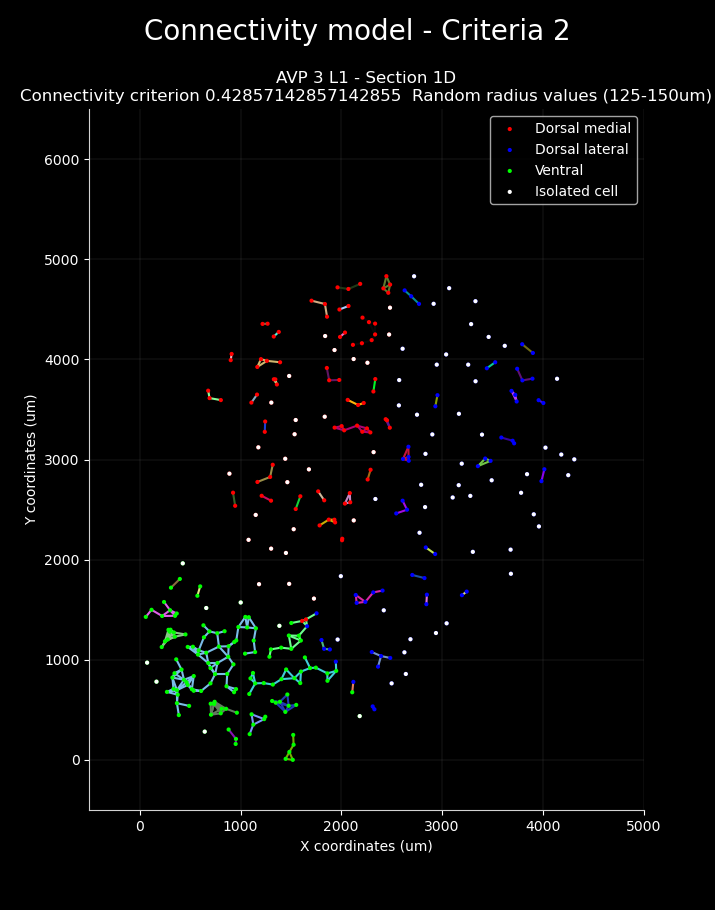 Connectivity model - Criteria 2
AVP 3 L1 - Section 1D
Connectivity criterion 0.42857142857142855  Random radius values (125-150um)
Dorsal medial
Dorsal lateral
Ventral
Isolated cell
6000
5000
4000
3000
2000
1000
0
Y coordinates (um)
0
1000
2000
3000
4000
5000
X coordinates (um)